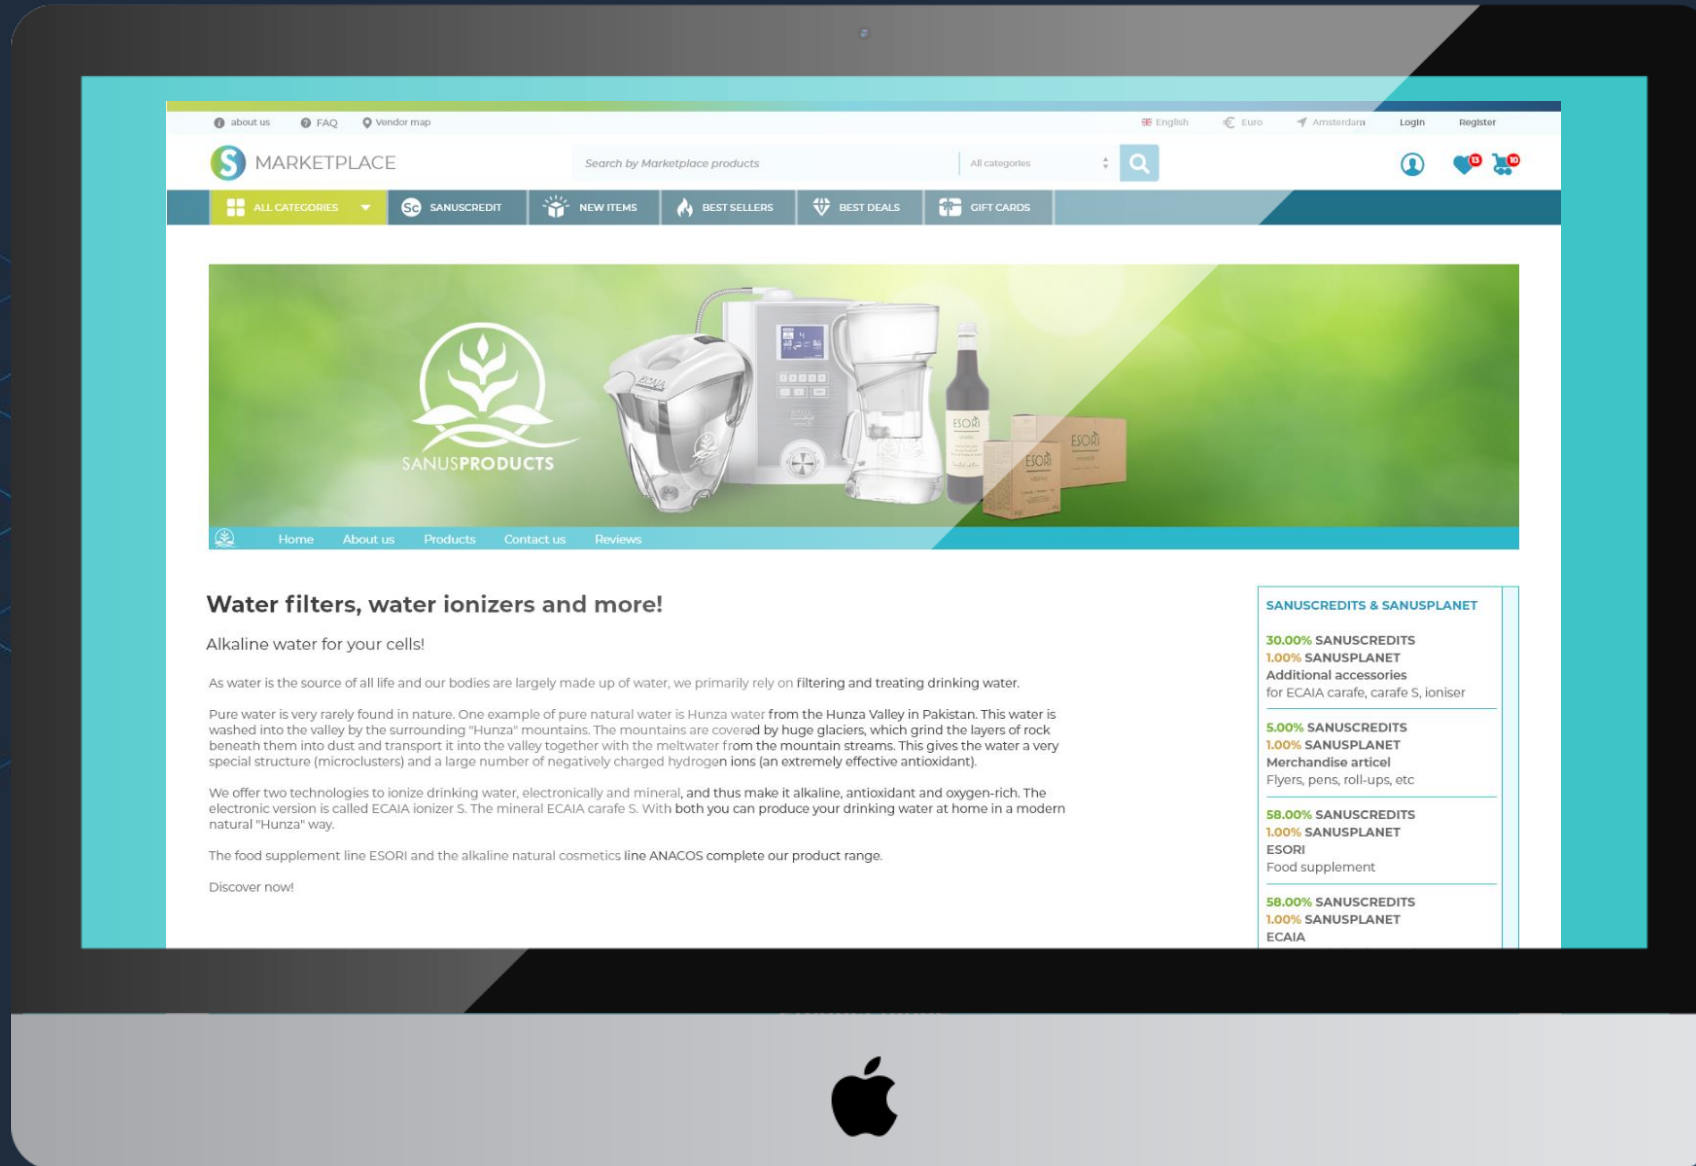 about us FAQ Vendor map English Euro Amsterdam Login Register
S MARKETPLACE Search by Marketplace products All categories 13 10
ALL CATEGORIES Sc SANUSCREDIT NEW ITEMS BEST SELLERS BEST DEALS GIFT CARDS
SANUSPRODUCTS
ECAIA
ESORI
ESORI
ESORI
Home About us Products Contact us Reviews
Water filters, water ionizers and more!
Alkaline water for your cells!
As water is the source of all life and our bodies are largely made up of water, we primarily rely on filtering and treating drinking water.
Pure water is very rarely found in nature. One example of pure natural water is Hunza water from the Hunza Valley in Pakistan. This water is
washed into the valley by the surrounding "Hunza" mountains. The mountains are covered by huge glaciers, which grind the layers of rock
beneath them into dust and transport it into the valley together with the meltwater from the mountain streams. This gives the water a very
special structure (microclusters) and a large number of negatively charged hydrogen ions (an extremely effective antioxidant).
We offer two technologies to ionize drinking water, electronically and mineral, and thus make it alkaline, antioxidant and oxygen-rich. The
electronic version is called ECAIA ionizer S. The mineral ECAIA carafe S. With both you can produce your drinking water at home in a modern
natural "Hunza" way.
The food supplement line ESORI and the alkaline natural cosmetics line ANACOS complete our product range.
Discover now!
SANUSCREDITS & SANUSPLANET
30.00% SANUSCREDITS
1.00% SANUSPLANET
Additional accessories
for ECAIA carafe, carafe S, ioniser
5.00% SANUSCREDITS
1.00% SANUSPLANET
Merchandise articel
Flyers, pens, roll-ups, etc
58.00% SANUSCREDITS
1.00% SANUSPLANET
ESORI
Food supplement
58.00% SANUSCREDITS
1.00% SANUSPLANET
ECAIA